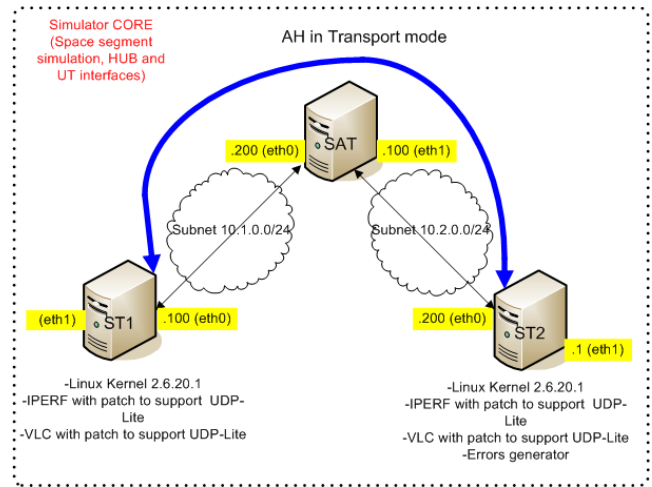 Simulator CORE
(Space segment
simulation, HUB and
UT interfaces)
AH in Transport mode
.200 (eth0)
SAT
.100 (eth1)
Subnet 10.1.0.0/24
Subnet 10.2.0.0/24
(eth1)
ST1
.100 (eth0)
.200 (eth0)
ST2
.1 (eth1)
-Linux Kernel 2.6.20.1
-IPERF with patch to support UDP-
Lite
-VLC with patch to support UDP-Lite
-Linux Kernel 2.6.20.1
-IPERF with patch to support UDP-
Lite
-VLC with patch to support UDP-Lite
-Errors generator